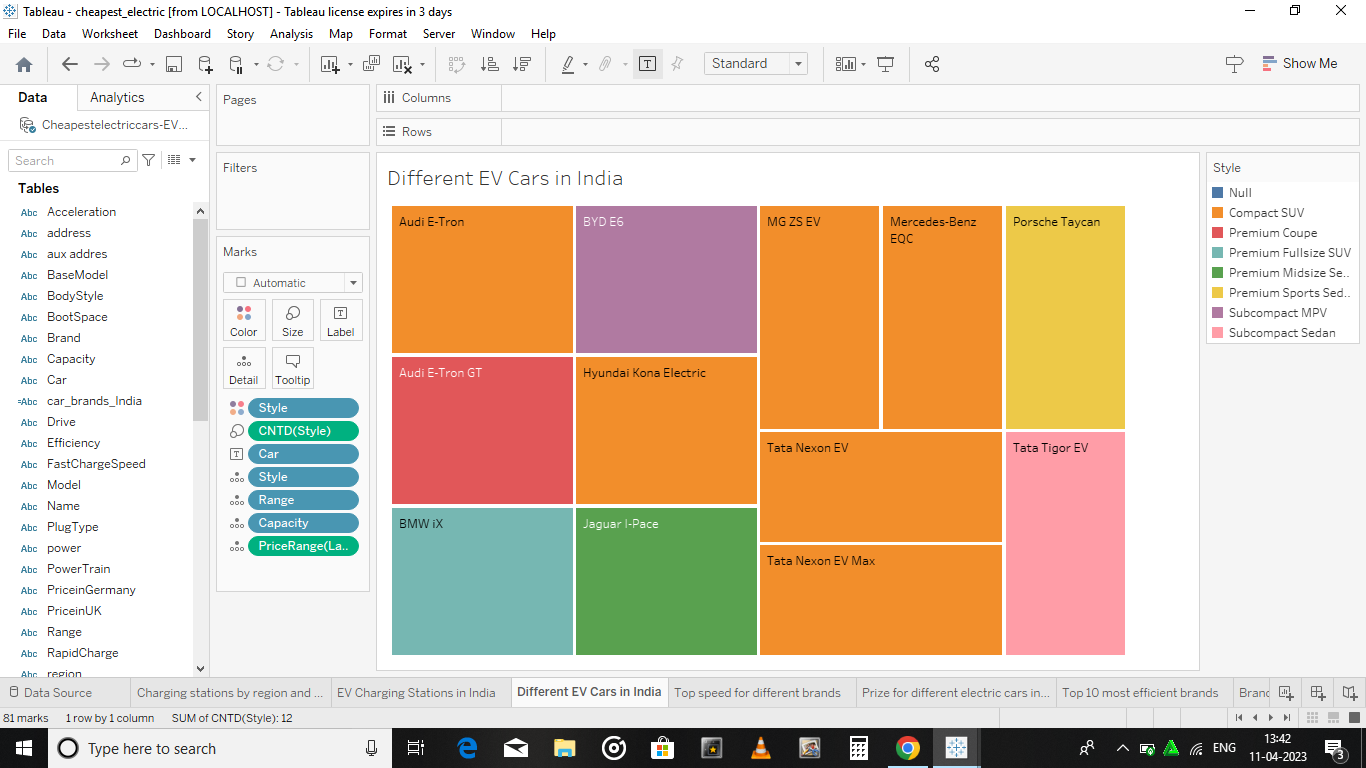 Tableau - cheapest_electric [from LOCALHOST] - Tableau license expires in 3 days
File Data Worksheet Dashboard Story Analysis Map Format Server Window Help
Standard
Show Me
Data Analytics
Cheapestelectriccars-EV...
Search
Tables
Abc Acceleration
Abc address
Abc aux addres
Abc BaseModel
Abc BodyStyle
Abc BootSpace
Abc Brand
Abc Capacity
Abc Car
=Abc car_brands_India
Abc Drive
Abc Efficiency
Abc FastChargeSpeed
Abc Model
Abc Name
Abc PlugType
Abc power
Abc PowerTrain
Abc PriceinGermany
Abc PriceinUK
Abc Range
Abc RapidCharge
Abc region
Pages
Filters
Marks
Automatic
Color Size Label
Detail Tooltip
Style
CNTD(Style)
Car
Style
Range
Capacity
PriceRange(La..
Columns
Rows
Different EV Cars in India
Audi E-Tron
BYD E6
MG ZS EV
Mercedes-Benz
EQC
Porsche Taycan
Audi E-Tron GT
Hyundai Kona Electric
Tata Nexon EV
Tata Tigor EV
BMW iX
Jaguar I-Pace
Tata Nexon EV Max
Style
Null
Compact SUV
Premium Coupe
Premium Fullsize SUV
Premium Midsize Se..
Premium Sports Sed..
Subcompact MPV
Subcompact Sedan
Data Source Charging stations by region and ... EV Charging Stations in India Different EV Cars in India Top speed for different brands Prize for different electric cars in... Top 10 most efficient brands Brand
81 marks 1 row by 1 column SUM of CNTD(Style): 12
Type here to search
ENG
13:42
11-04-2023
3